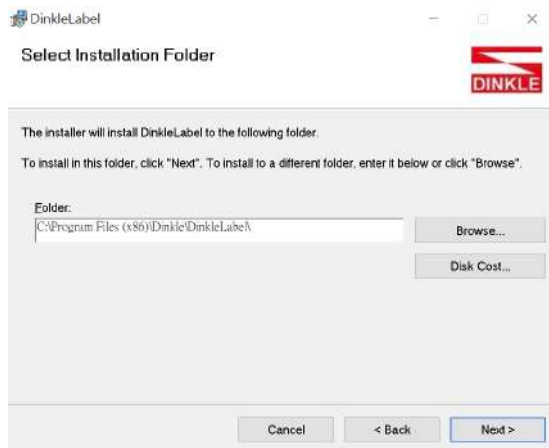 DinkleLabel
Select Installation Folder
DINKLE
The installer will install DinkleLabel to the following folder.
To install in this folder, click "Next". To install to a different folder, enter it below or click "Browse".
Folder:
C:\Program Files (x86)\Dinkle\DinkleLabel\
Browse...
Disk Cost...
Cancel
< Back
Next >